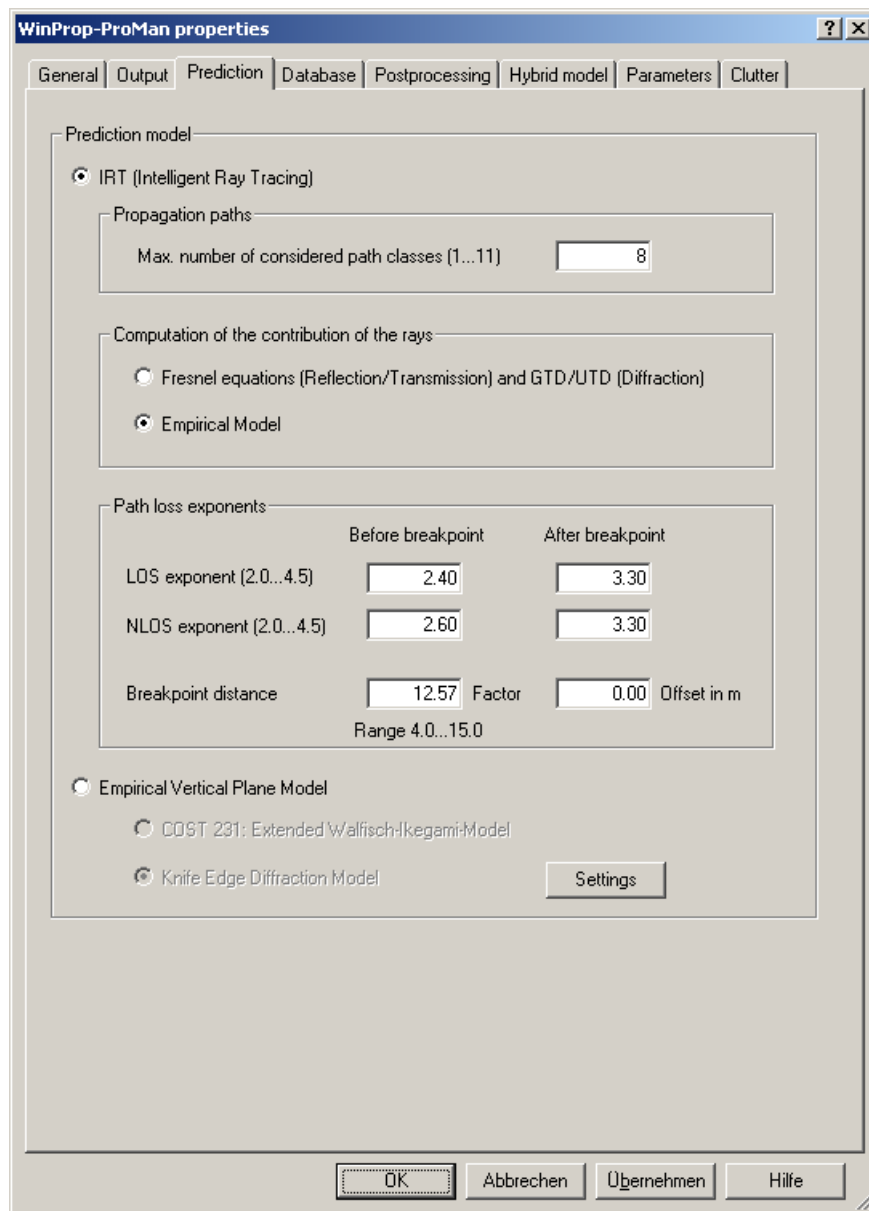 WinProp-ProMan properties
General Output Prediction Database Postprocessing Hybrid model Parameters Clutter
Prediction model
IRT (Intelligent Ray Tracing)
Propagation paths
Max. number of considered path classes (1...11) 8
Computation of the contribution of the rays
Fresnel equations (Reflection/Transmission) and GTD/UTD (Diffraction)
Empirical Model
Path loss exponents
Before breakpoint After breakpoint
LOS exponent (2.0...4.5) 2.40 3.30
NLOS exponent (2.0...4.5) 2.60 3.30
Breakpoint distance 12.57 Factor 0.00 Offset in m
Range 4.0...15.0
Empirical Vertical Plane Model
COST 231: Extended Walfisch-Ikegami-Model
Knife Edge Diffraction Model Settings
OK Abbrechen Übernehmen Hilfe